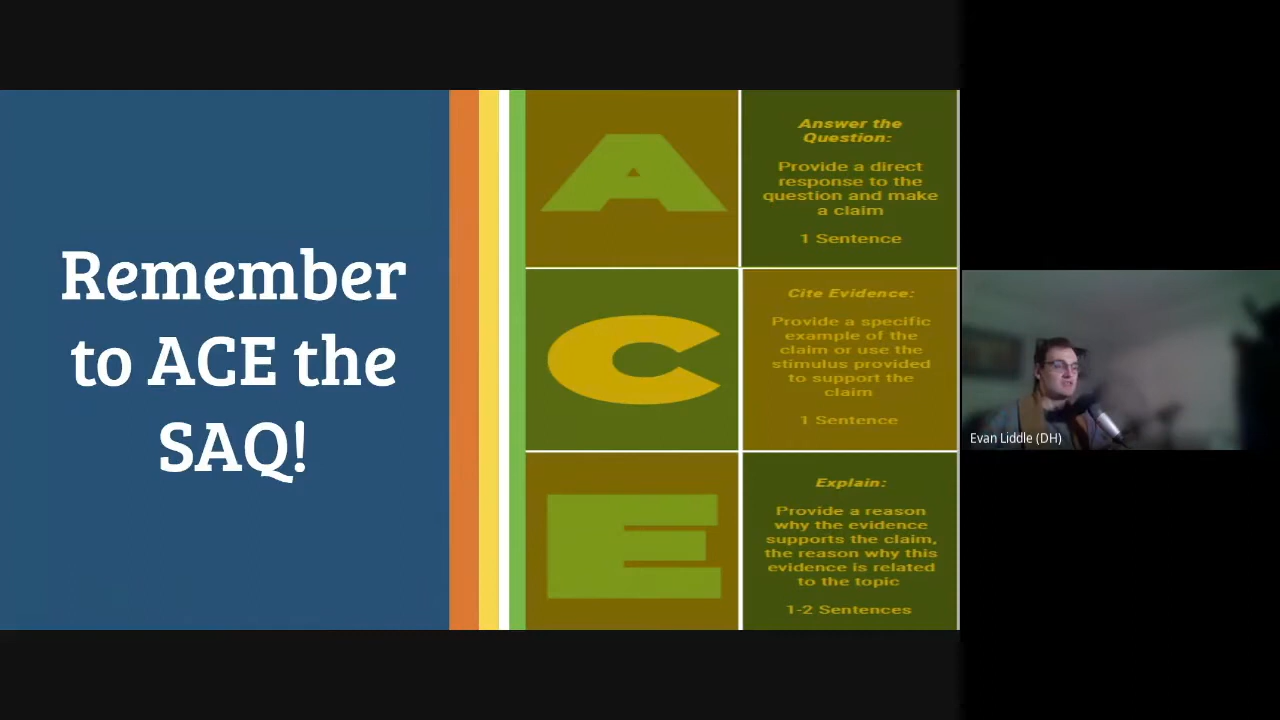 Remember
to ACE the
SAQ!
A
Answer the
Question:
Provide a direct
response to the
question and make
a claim
1 Sentence
C
Cite Evidence:
Provide a specific
example of the
claim or use the
stimulus provided
to support the
claim
1 Sentence
E
Explain:
Provide a reason
why the evidence
supports the claim,
the reason why this
evidence is related
to the topic
1-2 Sentences
Evan Liddle (DH)